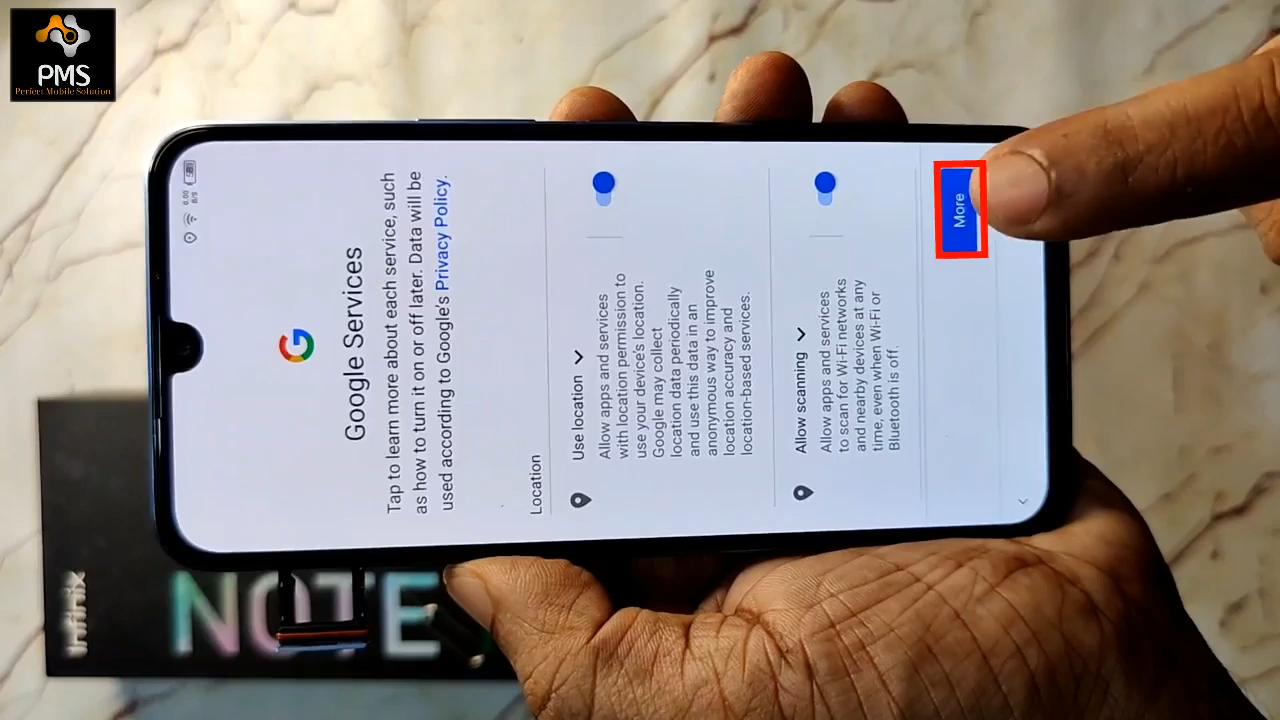 PMS
Perfect Mobile Solution
0.00
B/S
Google Services
Tap to learn more about each service, such
as how to turn it on or off later. Data will be
used according to Google's Privacy Policy.
Location
Use location
Allow apps and services
with location permission to
use your device's location.
Google may collect
location data periodically
and use this data in an
anonymous way to improve
location accuracy and
location-based services.
Allow scanning
Allow apps and services
to scan for Wi-Fi networks
and nearby devices at any
time, even when Wi-Fi or
Bluetooth is off.
More
Infinix
NOTE